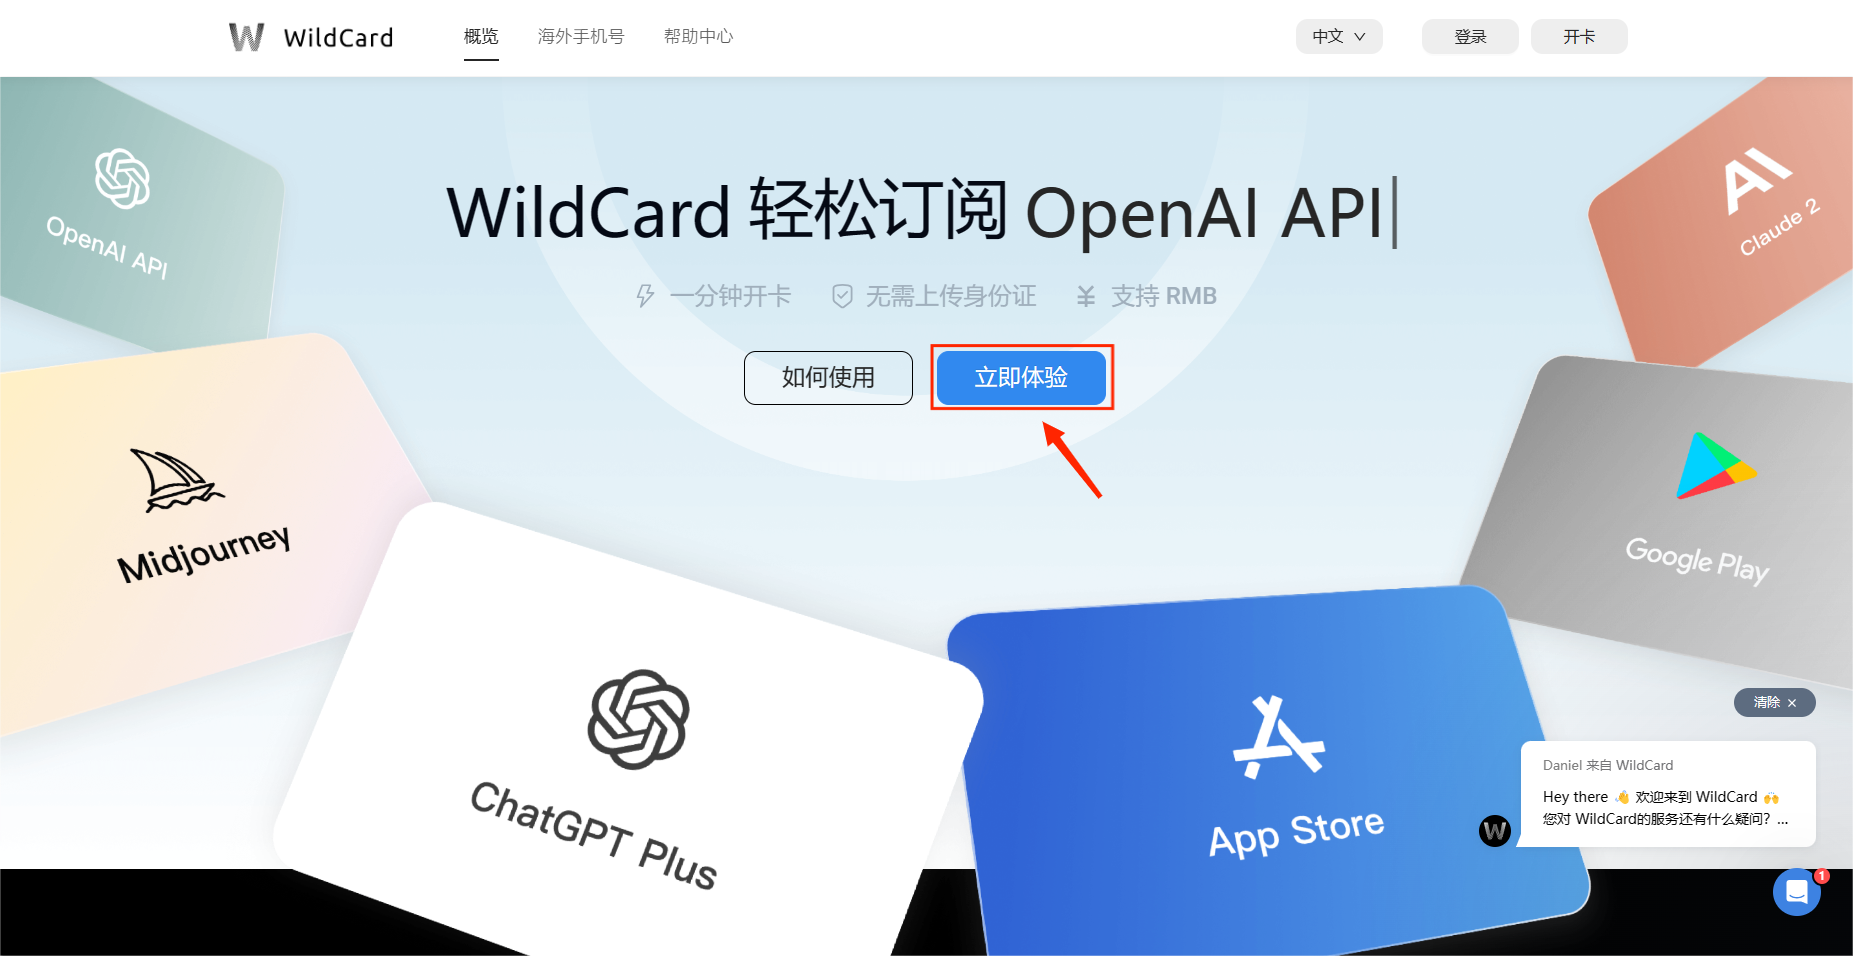 W WildCard
概览
海外手机号
帮助中心
中文
登录
开卡
WildCard 轻松订阅 OpenAI API
一分钟开卡
无需上传身份证
支持 RMB
如何使用
立即体验
OpenAI API
Claude 2
Midjourney
Google Play
ChatGPT Plus
App Store
清除 ×
Daniel 来自 WildCard
Hey there 👋 欢迎来到 WildCard 🙌
您对 WildCard的服务还有什么疑问？...
W
1